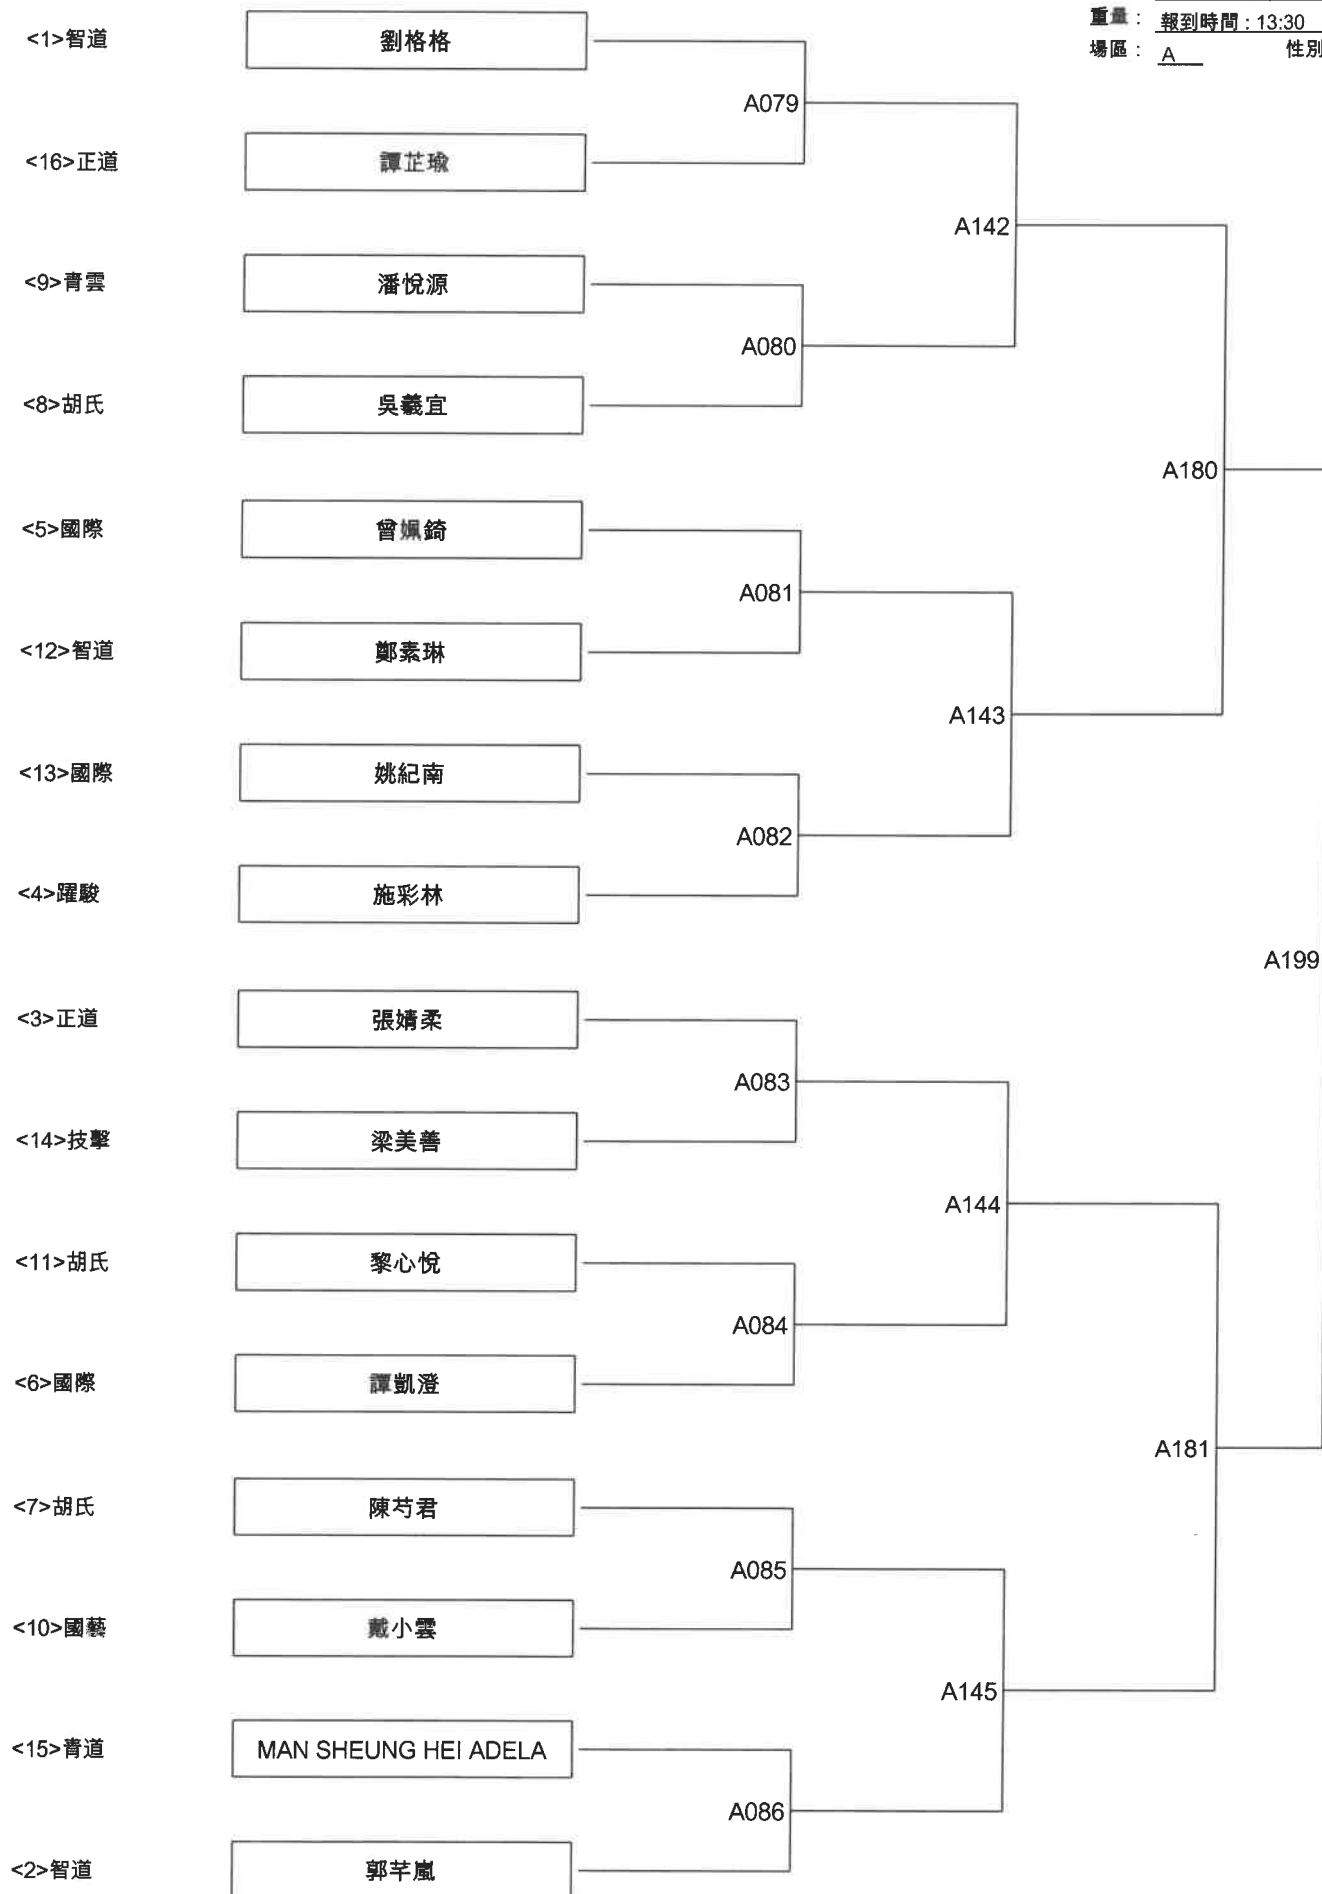 重量： 報到時間：13:30
場區： A 性別
<1>智道 劉格格
A079
<16>正道 譚芷瑜
A142
<9>青雲 潘悅源
A080
<8>胡氏 吳羲宜
A180
<5>國際 曾姵錡
A081
<12>智道 鄭素琳
A143
<13>國際 姚紀南
A082
<4>躍駿 施彩林
A199
<3>正道 張婧柔
A083
<14>技擊 梁美善
A144
<11>胡氏 黎心悅
A084
<6>國際 譚凱澄
A181
<7>胡氏 陳芍君
A085
<10>國藝 戴小雲
A145
<15>青道 MAN SHEUNG HEI ADELA
A086
<2>智道 郭芊嵐